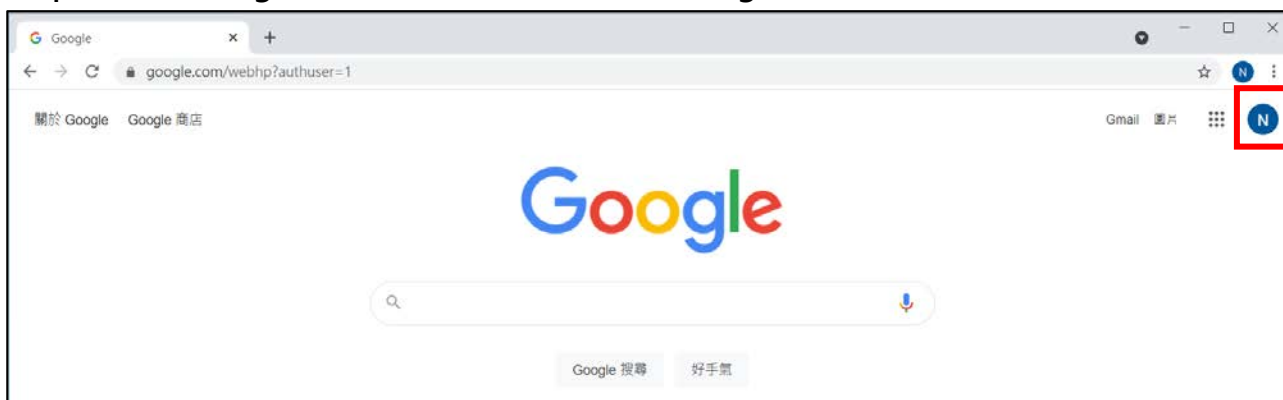 Google
google.com/webhp?authuser=1
N
關於 Google Google 商店
Gmail 圖片
N
Google
Google 搜尋 好手氣